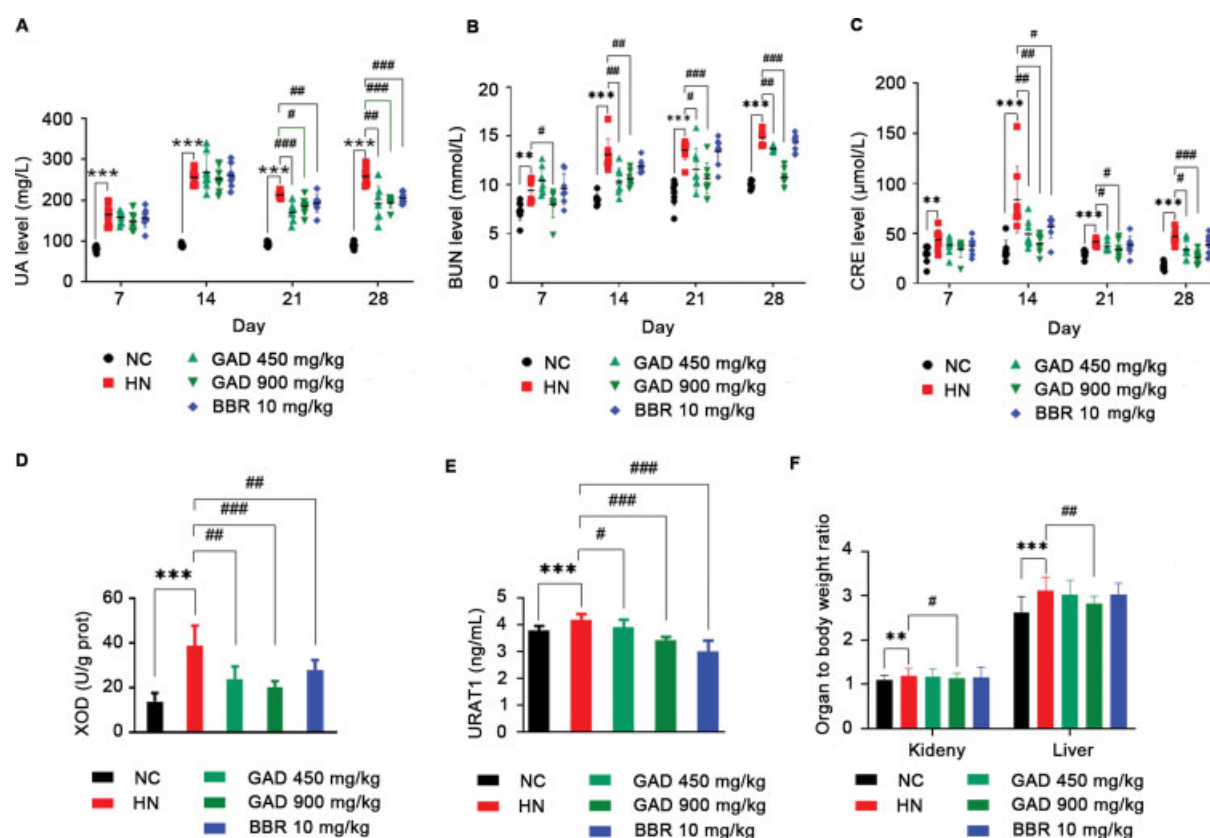 A
UA level (mg/L)
400
300
200
100
0
***
***
***
###
#
##
***
##
###
###
7 14 21 28
Day
NC
HN
GAD 450 mg/kg
GAD 900 mg/kg
BBR 10 mg/kg
B
BUN level (mmol/L)
20
15
10
5
0
**
#
***
##
##
***
#
###
***
##
###
7 14 21 28
Day
NC
HN
GAD 450 mg/kg
GAD 900 mg/kg
BBR 10 mg/kg
C
CRE level (μmol/L)
200
150
100
50
0
**
***
##
##
#
***
#
#
***
#
###
7 14 21 28
Day
NC
HN
GAD 450 mg/kg
GAD 900 mg/kg
BBR 10 mg/kg
D
XOD (U/g prot)
60
40
20
0
***
##
###
##
NC
HN
GAD 450 mg/kg
GAD 900 mg/kg
BBR 10 mg/kg
E
URAT1 (ng/mL)
5
4
3
2
1
0
***
#
###
###
NC
HN
GAD 450 mg/kg
GAD 900 mg/kg
BBR 10 mg/kg
F
Organ to body weight ratio
4
3
2
1
0
**
#
***
##
Kideny Liver
NC
HN
GAD 450 mg/kg
GAD 900 mg/kg
BBR 10 mg/kg